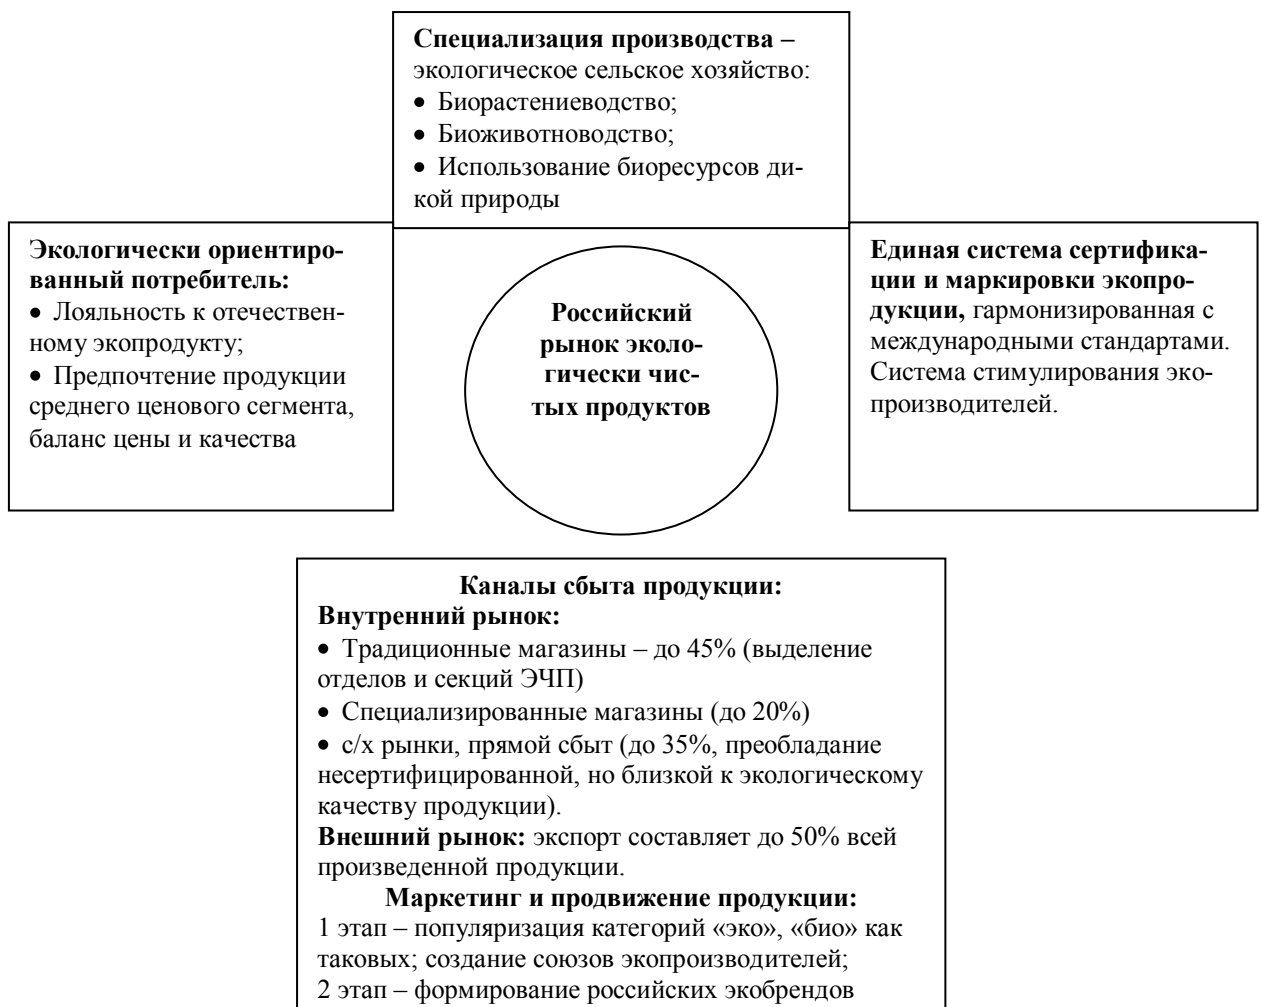 Специализация производства –
экологическое сельское хозяйство:
• Биорастениеводство;
• Биоживотноводство;
• Использование биоресурсов ди-
кой природы
Экологически ориентиро-
ванный потребитель:
• Лояльность к отечествен-
ному экопродукту;
• Предпочтение продукции
среднего ценового сегмента,
баланс цены и качества
Российский
рынок эколо-
гически чис-
тых продуктов
Единая система сертифика-
ции и маркировки экопро-
дукции, гармонизированная с
международными стандартами.
Система стимулирования эко-
производителей.
Каналы сбыта продукции:
Внутренний рынок:
• Традиционные магазины – до 45% (выделение
отделов и секций ЭЧП)
• Специализированные магазины (до 20%)
• с/х рынки, прямой сбыт (до 35%, преобладание
несертифицированной, но близкой к экологическому
качеству продукции).
Внешний рынок: экспорт составляет до 50% всей
произведенной продукции.
Маркетинг и продвижение продукции:
1 этап – популяризация категорий «эко», «био» как
таковых; создание союзов экопроизводителей;
2 этап – формирование российских экобрендов